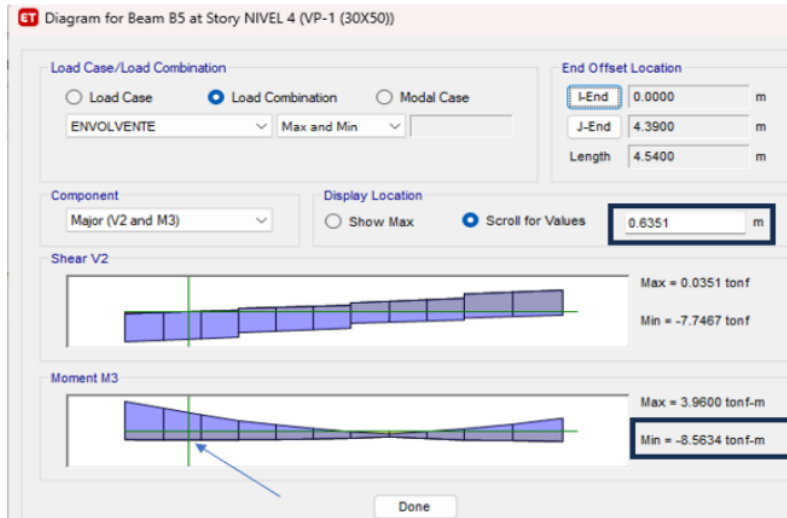 ET Diagram for Beam B5 at Story NIVEL 4 (VP-1 (30X50))
Load Case/Load Combination
Load Case Load Combination Modal Case
ENVOLVENTE Max and Min
End Offset Location
I-End 0.0000 m
J-End 4.3900 m
Length 4.5400 m
Component
Major (V2 and M3)
Display Location
Show Max Scroll for Values 0.6351 m
Shear V2
Max = 0.0351 tonf
Min = -7.7467 tonf
Moment M3
Max = 3.9600 tonf-m
Min = -8.5634 tonf-m
Done